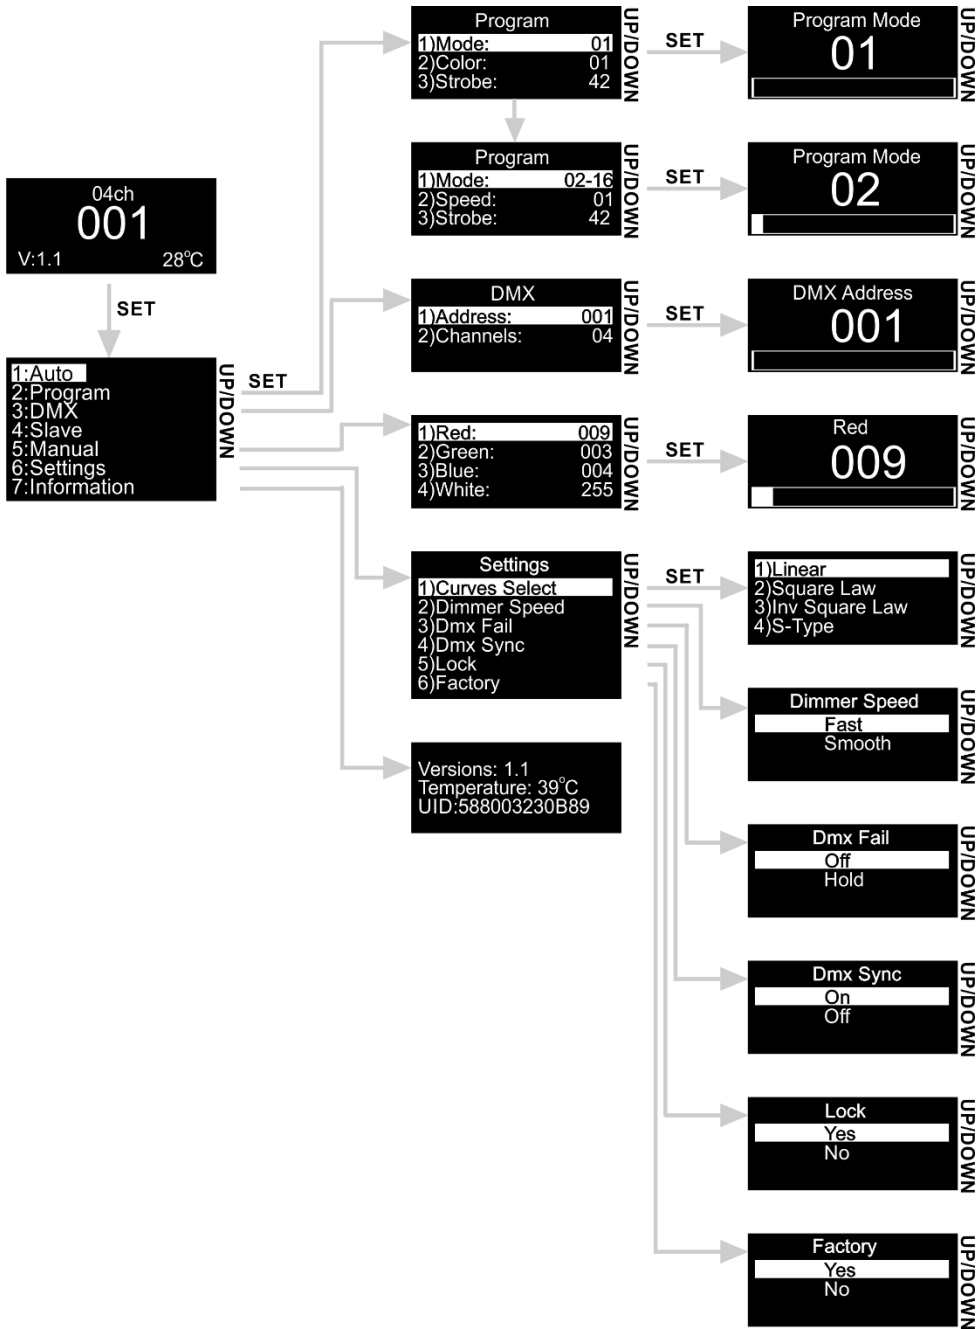 04ch
001
V:1.1 28°C
SET
1:Auto
2:Program
3:DMX
4:Slave
5:Manual
6:Settings
7:Information
UP/DOWN
SET
Program
1)Mode: 01
2)Color: 01
3)Strobe: 42
UP/DOWN
SET
Program Mode
01
UP/DOWN
Program
1)Mode: 02-16
2)Speed: 01
3)Strobe: 42
UP/DOWN
SET
Program Mode
02
UP/DOWN
DMX
1)Address: 001
2)Channels: 04
UP/DOWN
SET
DMX Address
001
UP/DOWN
1)Red: 009
2)Green: 003
3)Blue: 004
4)White: 255
UP/DOWN
SET
Red
009
UP/DOWN
Settings
1)Curves Select
2)Dimmer Speed
3)Dmx Fail
4)Dmx Sync
5)Lock
6)Factory
UP/DOWN
SET
1)Linear
2)Square Law
3)Inv Square Law
4)S-Type
UP/DOWN
Dimmer Speed
Fast
Smooth
UP/DOWN
Versions: 1.1
Temperature: 39°C
UID:588003230B89
Dmx Fail
Off
Hold
UP/DOWN
Dmx Sync
On
Off
UP/DOWN
Lock
Yes
No
UP/DOWN
Factory
Yes
No
UP/DOWN